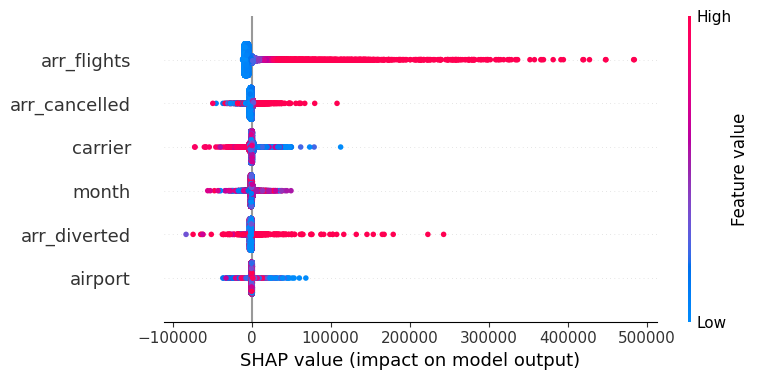 High
arr_flights
arr_cancelled
carrier
month
arr_diverted
airport
Feature value
Low
−100000 0 100000 200000 300000 400000 500000
SHAP value (impact on model output)